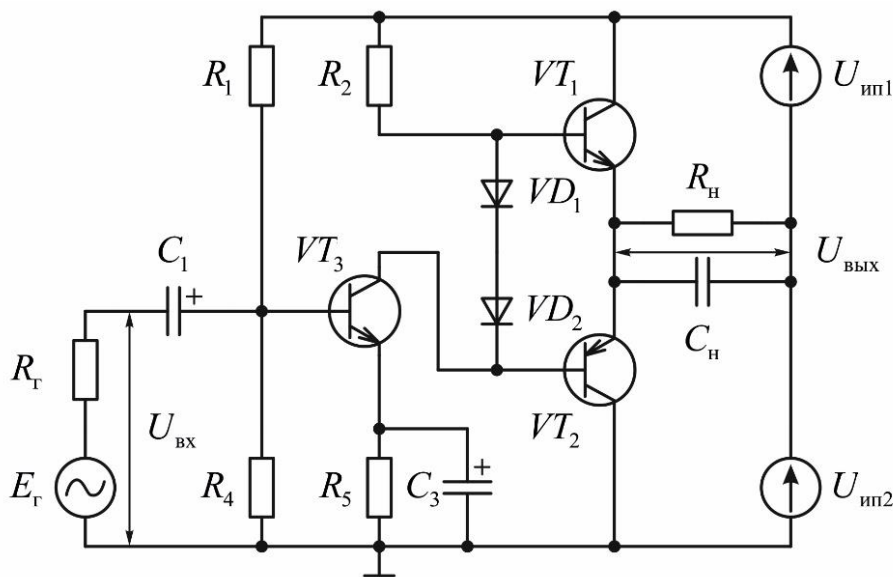 R₁
R₂
VT₁
Uип1
VD₁
Rн
C₁
+
VT₃
Uвых
VD₂
Cн
Rг
Uвх
VT₂
Eг
R₄
R₅
C₃
+
Uип2